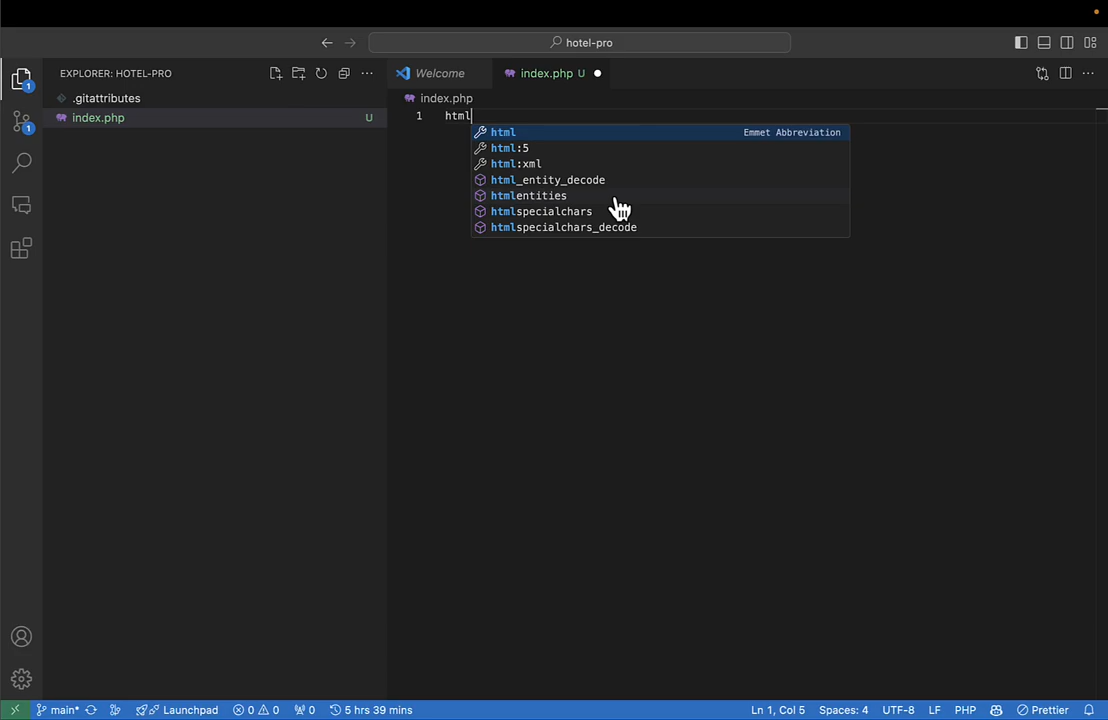 hotel-pro
EXPLORER: HOTEL-PRO
Welcome
index.php U
.gitattributes
index.php
index.php U
1 html
html Emmet Abbreviation
html:5
html:xml
html_entity_decode
htmlentities
htmlspecialchars
htmlspecialchars_decode
1
1
main* Launchpad 0 0 0 5 hrs 39 mins Ln 1, Col 5 Spaces: 4 UTF-8 LF PHP Prettier